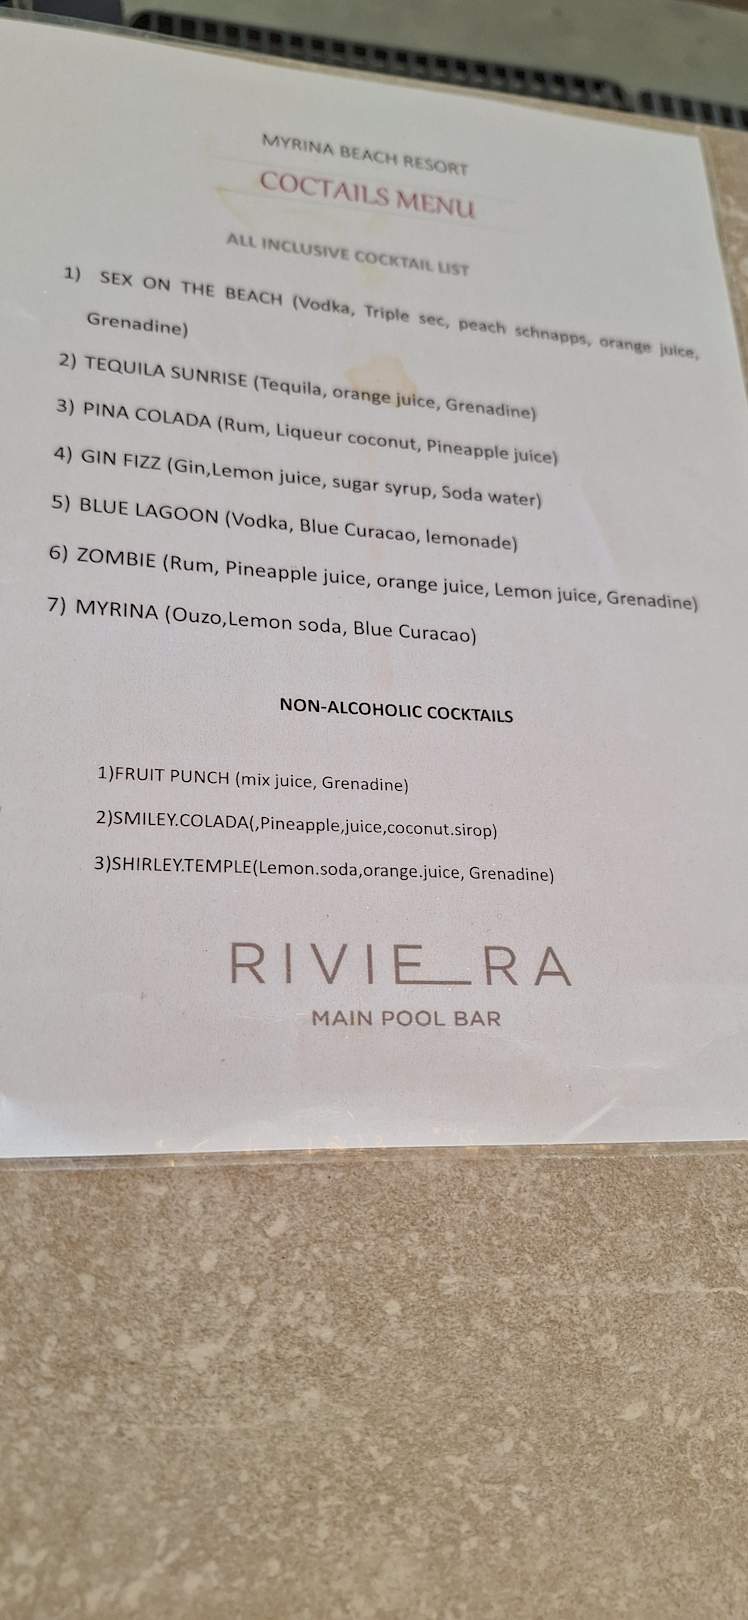 MYRINA BEACH RESORT
COCTAILS MENU
ALL INCLUSIVE COCKTAIL LIST
1) SEX ON THE BEACH (Vodka, Triple sec, peach schnapps, orange juice,
Grenadine)
2) TEQUILA SUNRISE (Tequila, orange juice, Grenadine)
3) PINA COLADA (Rum, Liqueur coconut, Pineapple juice)
4) GIN FIZZ (Gin,Lemon juice, sugar syrup, Soda water)
5) BLUE LAGOON (Vodka, Blue Curacao, lemonade)
6) ZOMBIE (Rum, Pineapple juice, orange juice, Lemon juice, Grenadine)
7) MYRINA (Ouzo,Lemon soda, Blue Curacao)
NON-ALCOHOLIC COCKTAILS
1)FRUIT PUNCH (mix juice, Grenadine)
2)SMILEY.COLADA(,Pineapple,juice,coconut.sirop)
3)SHIRLEY.TEMPLE(Lemon.soda,orange.juice, Grenadine)
RIVIE_RA
MAIN POOL BAR